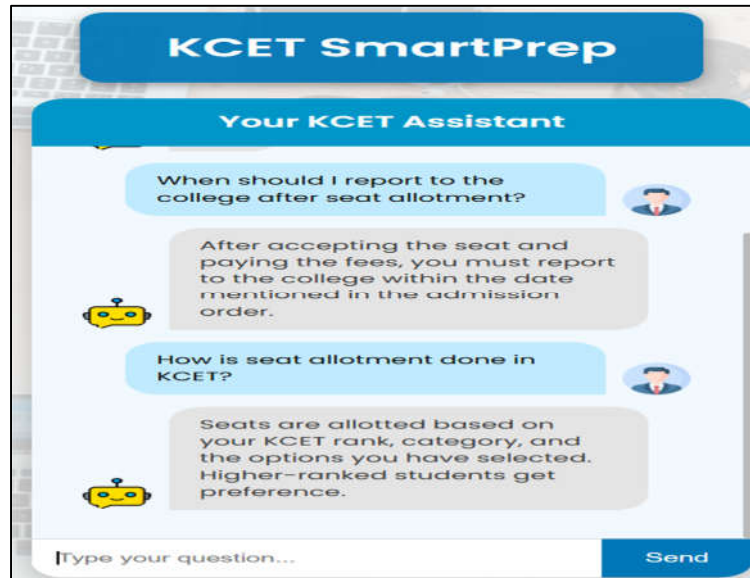 KCET SmartPrep
Your KCET Assistant
When should I report to the
college after seat allotment?
After accepting the seat and
paying the fees, you must report
to the college within the date
mentioned in the admission
order.
How is seat allotment done in
KCET?
Seats are allotted based on
your KCET rank, category, and
the options you have selected.
Higher-ranked students get
preference.
Type your question...
Send